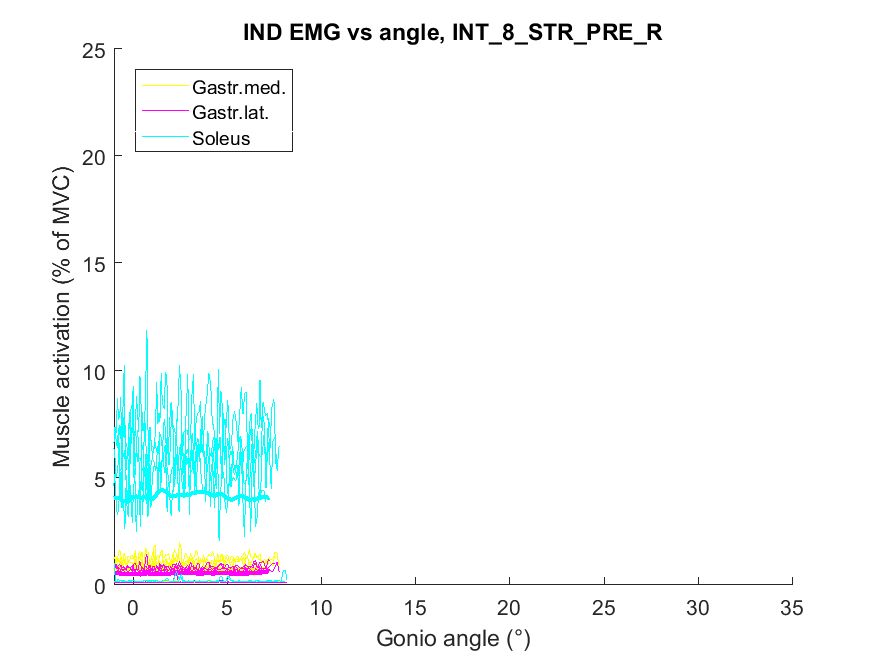 IND EMG vs angle, INT_8_STR_PRE_R
25
Gastr.med.
Gastr.lat.
Soleus
20
15
10
5
0
Muscle activation (% of MVC)
0 5 10 15 20 25 30 35
Gonio angle (°)